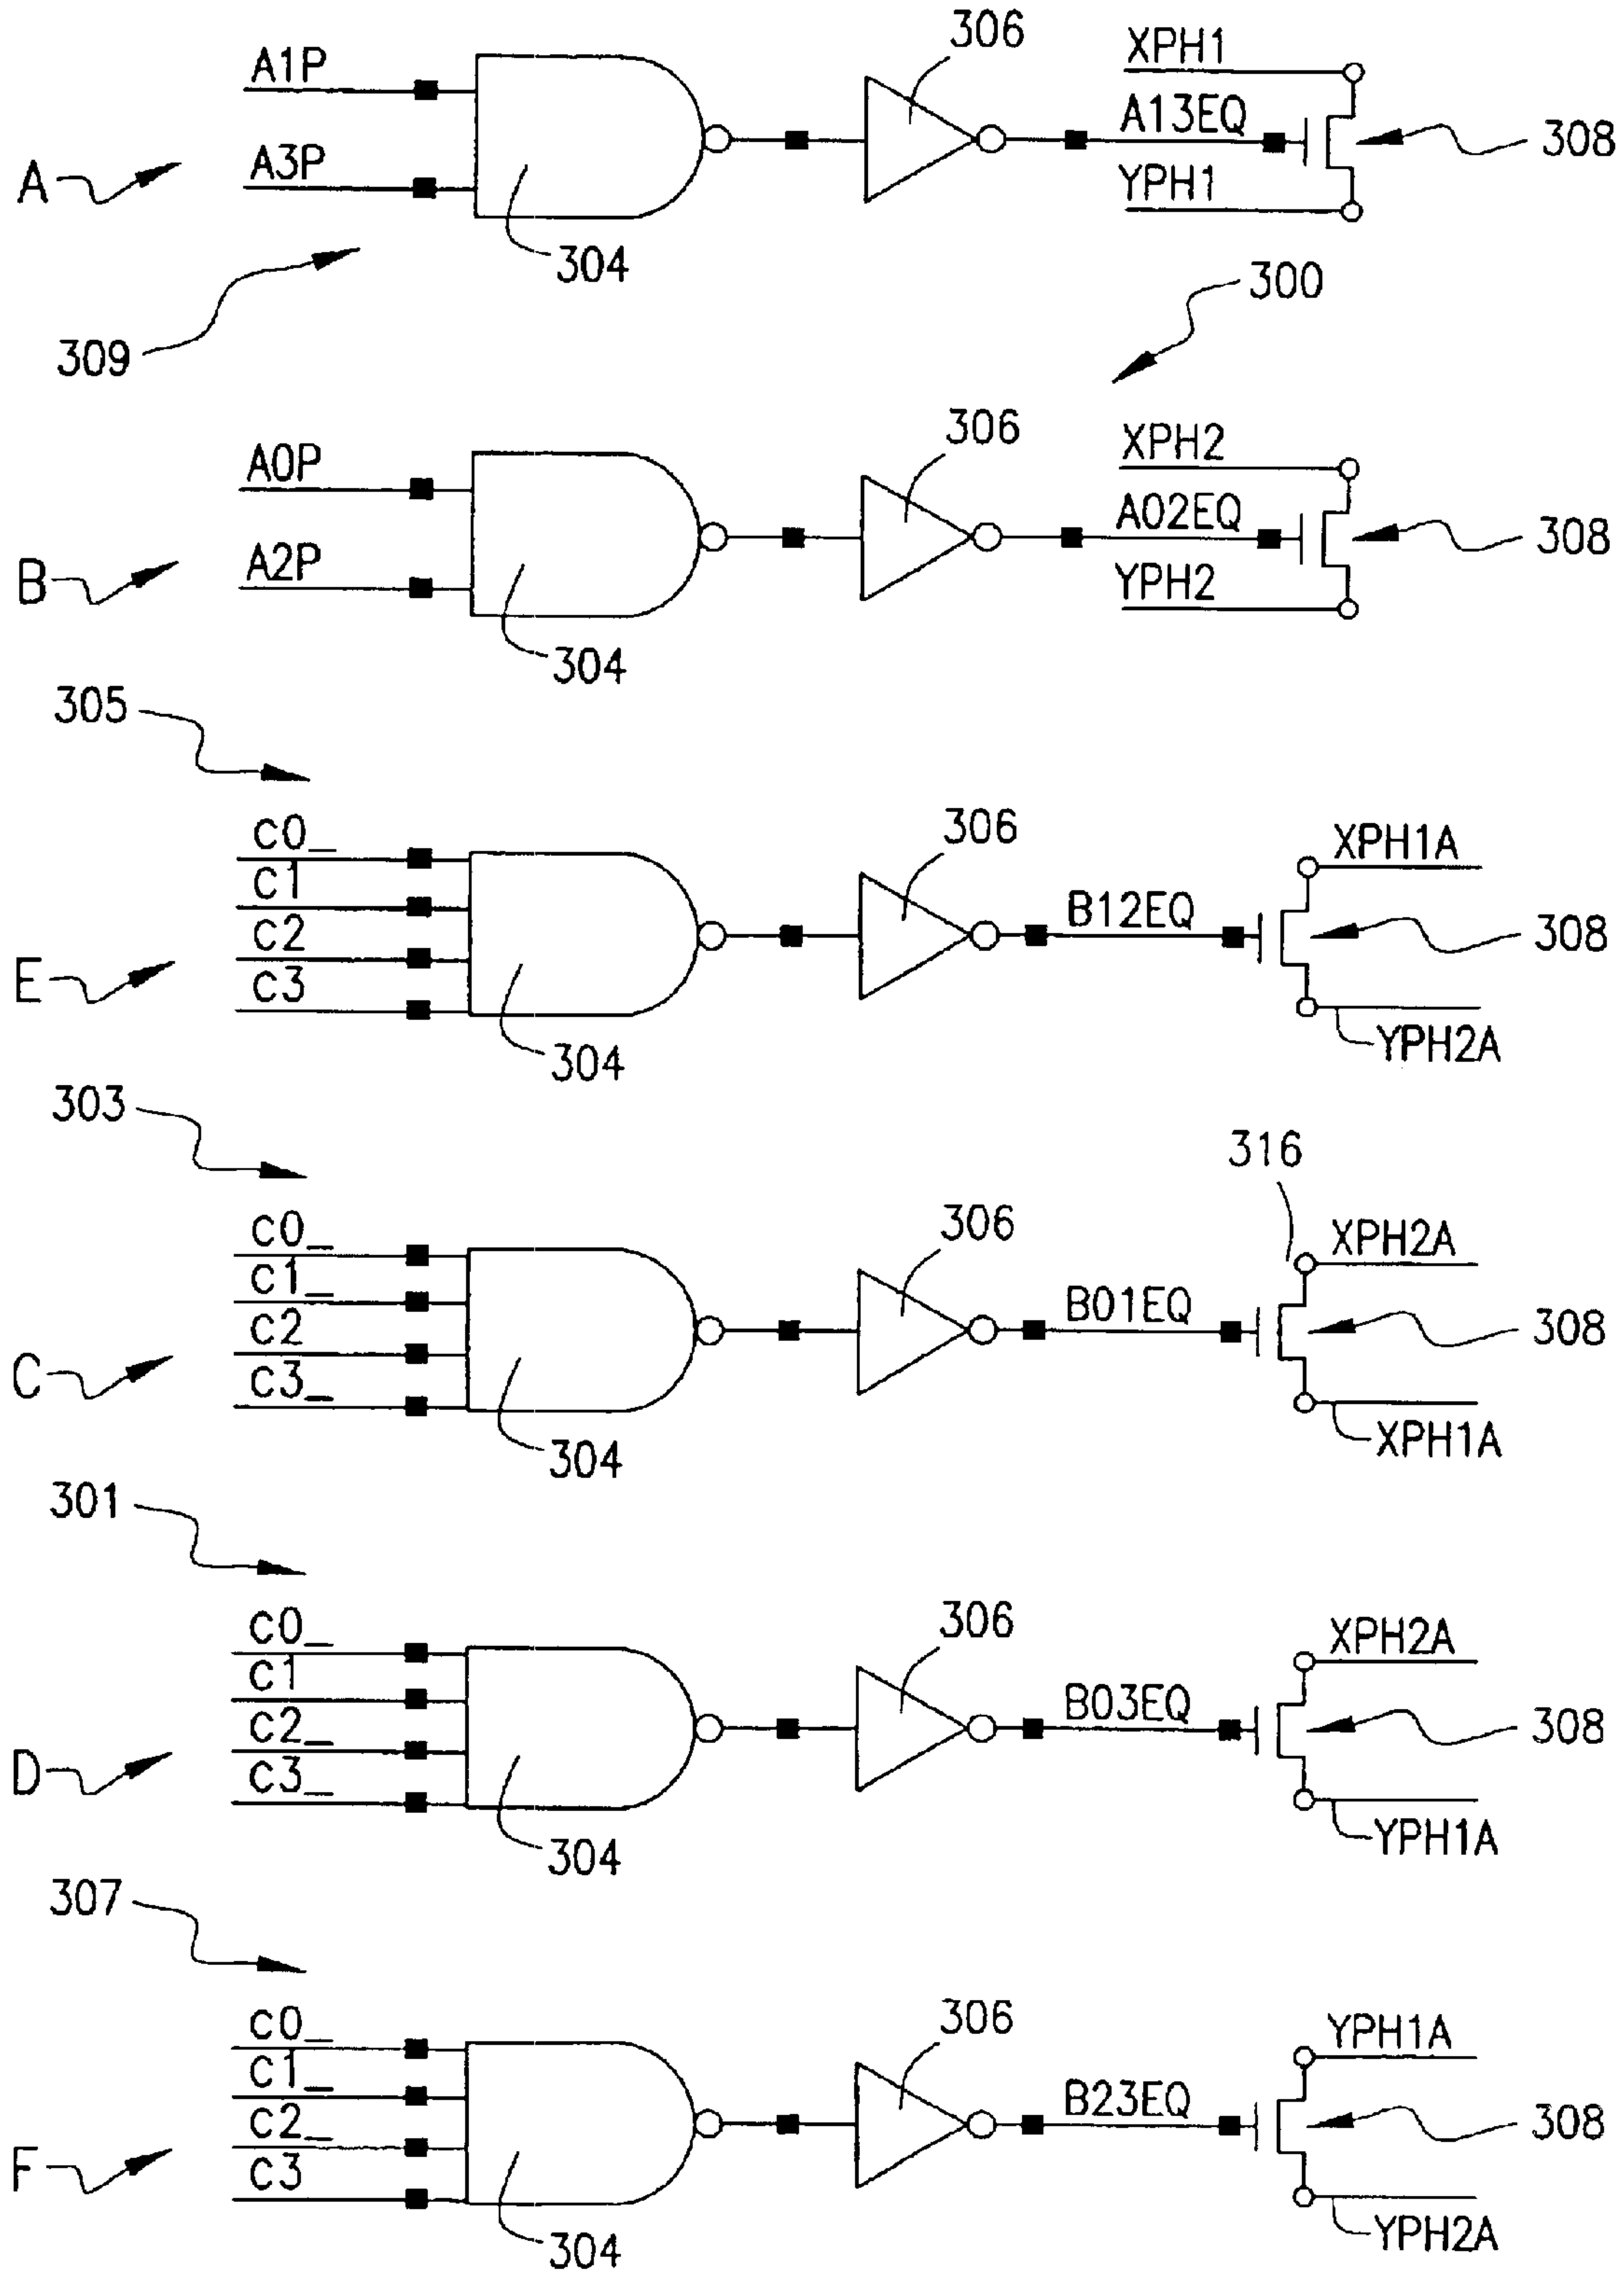 306
XPH1
A1P
A13EQ
308
A3P
YPH1
A
304
300
309
306
XPH2
A0P
A02EQ
308
A2P
YPH2
B
304
305
306
XPH1A
C0_
C1
B12EQ
308
C2
E
C3
YPH2A
304
303
316
306
XPH2A
C0_
C1_
B01EQ
308
C2
C
C3_
XPH1A
304
301
306
XPH2A
C0_
C1
B03EQ
308
C2_
D
C3_
YPH1A
304
307
306
YPH1A
C0_
C1_
B23EQ
308
C2_
F
C3
YPH2A
304